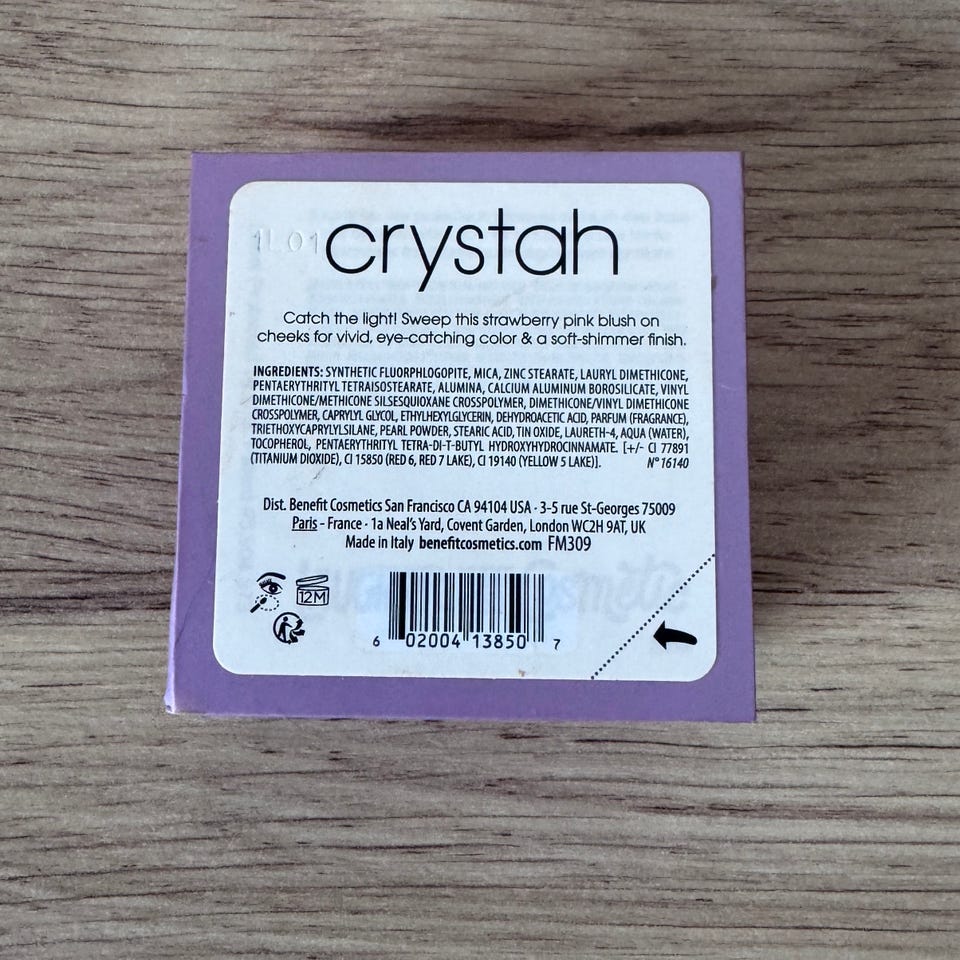 1L01
crystah
Catch the light! Sweep this strawberry pink blush on
cheeks for vivid, eye-catching color & a soft-shimmer finish.
INGREDIENTS: SYNTHETIC FLUORPHLOGOPITE, MICA, ZINC STEARATE, LAURYL DIMETHICONE,
PENTAERYTHRITYL TETRAISOSTEARATE, ALUMINA, CALCIUM ALUMINUM BOROSILICATE, VINYL
DIMETHICONE/METHICONE SILSESQUIOXANE CROSSPOLYMER, DIMETHICONE/VINYL DIMETHICONE
CROSSPOLYMER, CAPRYLYL GLYCOL, ETHYLHEXYLGLYCERIN, DEHYDROACETIC ACID, PARFUM (FRAGRANCE),
TRIETHOXYCAPRYLYLSILANE, PEARL POWDER, STEARIC ACID, TIN OXIDE, LAURETH-4, AQUA (WATER),
TOCOPHEROL, PENTAERYTHRITYL TETRA-DI-T-BUTYL HYDROXYHYDROCINNAMATE. [+/- CI 77891
(TITANIUM DIOXIDE), CI 15850 (RED 6, RED 7 LAKE), CI 19140 (YELLOW 5 LAKE)]. N° 16140
Dist. Benefit Cosmetics San Francisco CA 94104 USA · 3-5 rue St-Georges 75009
Paris – France · 1a Neal's Yard, Covent Garden, London WC2H 9AT, UK
Made in Italy benefitcosmetics.com FM309
12M
6 02004 13850 7